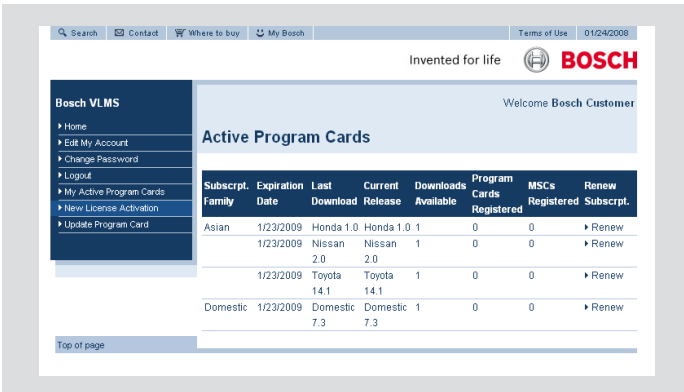 Search Contact Where to buy My Bosch Terms of Use 01/24/2008
Invented for life BOSCH
Bosch VLMS
Welcome Bosch Customer
Home
Edit My Account
Change Password
Logout
My Active Program Cards
New License Activation
Update Program Card
Active Program Cards
Subscrpt. Family Expiration Date Last Download Current Release Downloads Available Program Cards Registered MSCs Registered Renew Subscrpt.
Asian 1/23/2009 Honda 1.0 Honda 1.0 1 0 0 Renew
1/23/2009 Nissan 2.0 Nissan 2.0 1 0 0 Renew
1/23/2009 Toyota 14.1 Toyota 14.1 1 0 0 Renew
Domestic 1/23/2009 Domestic 7.3 Domestic 7.3 1 0 0 Renew
Top of page